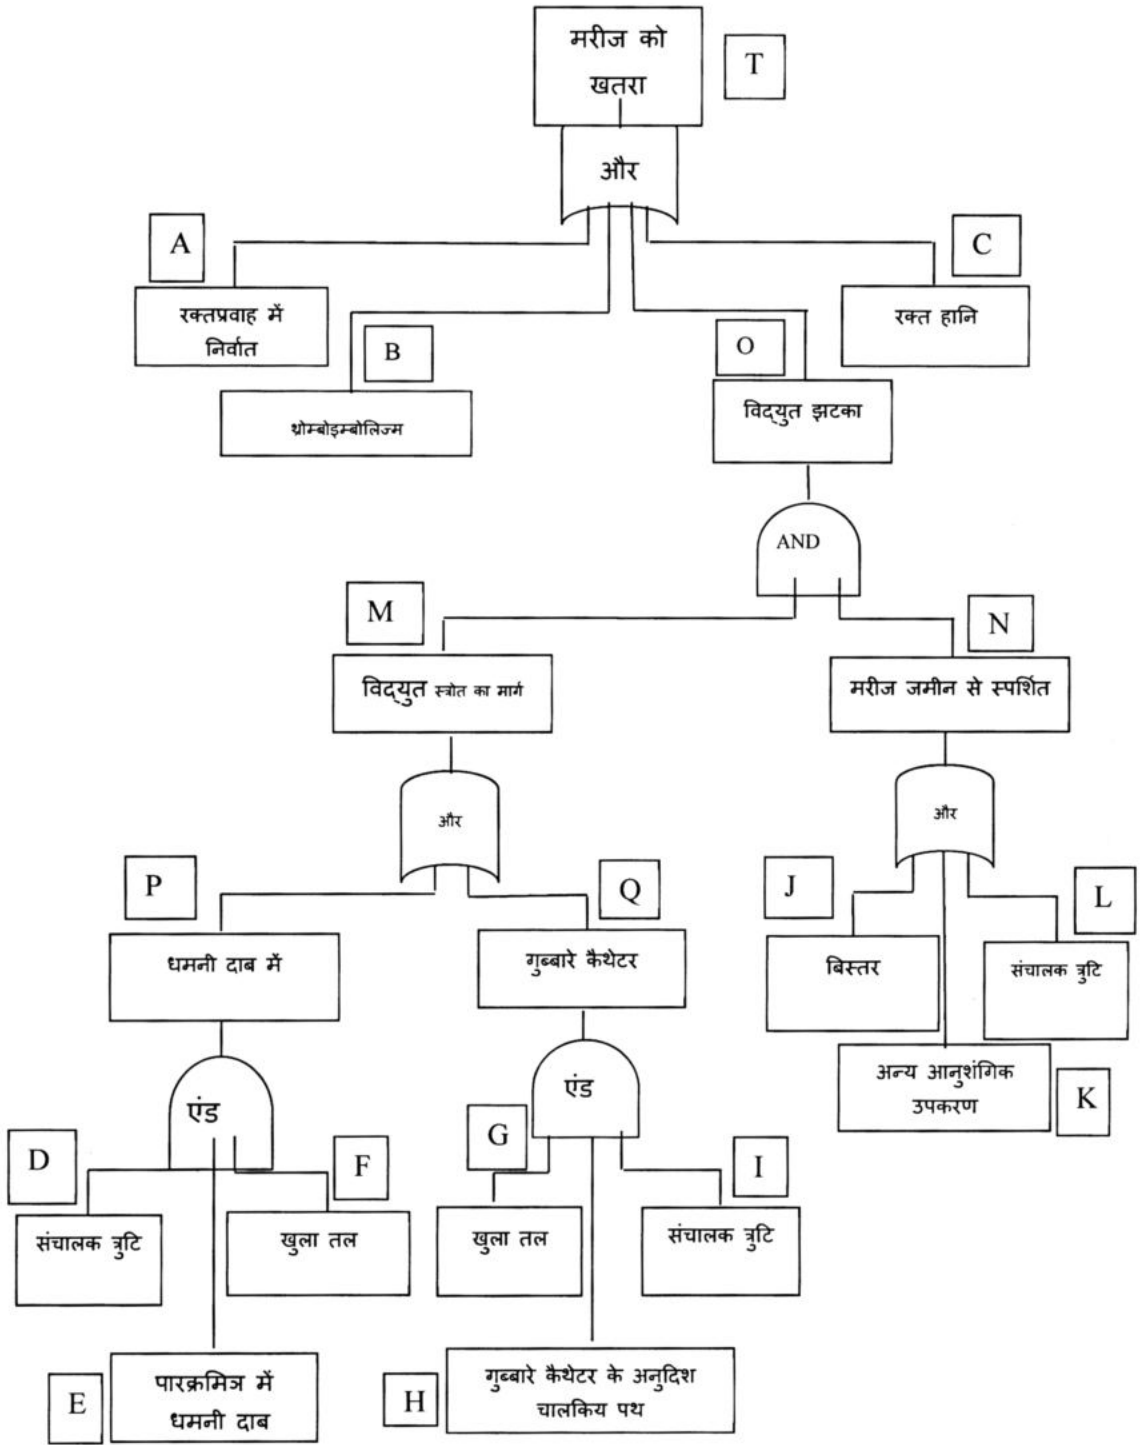 मरीज को
खतरा
T
और
A
C
रक्तप्रवाह में
निर्वात
रक्त हानि
B
O
थ्रोम्बोइम्बोलिज्म
विद्युत झटका
AND
M
N
विद्युत स्त्रोत का मार्ग
मरीज जमीन से स्पर्शित
और
और
P
Q
J
L
धमनी दाब में
गुब्बारे कैथेटर
बिस्तर
संचालक त्रुटि
एंड
एंड
अन्य आनुशंगिक
उपकरण
K
D
F
G
I
संचालक त्रुटि
खुला तल
खुला तल
संचालक त्रुटि
E
पारक्रमित्र में
धमनी दाब
H
गुब्बारे कैथेटर के अनुदिश
चालकिय पथ